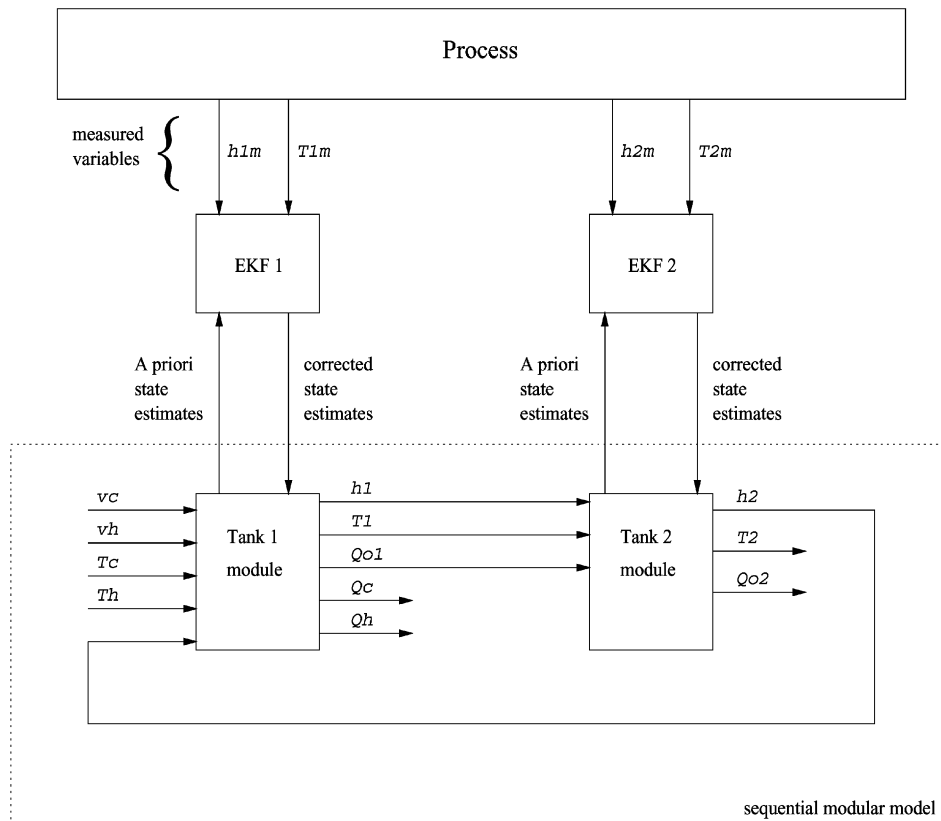 Process
measured
variables
{
h1m
T1m
h2m
T2m
EKF 1
EKF 2
A priori
state
estimates
corrected
state
estimates
A priori
state
estimates
corrected
state
estimates
vc
vh
Tc
Th
Tank 1
module
h1
T1
Qo1
Qc
Qh
Tank 2
module
h2
T2
Qo2
sequential modular model